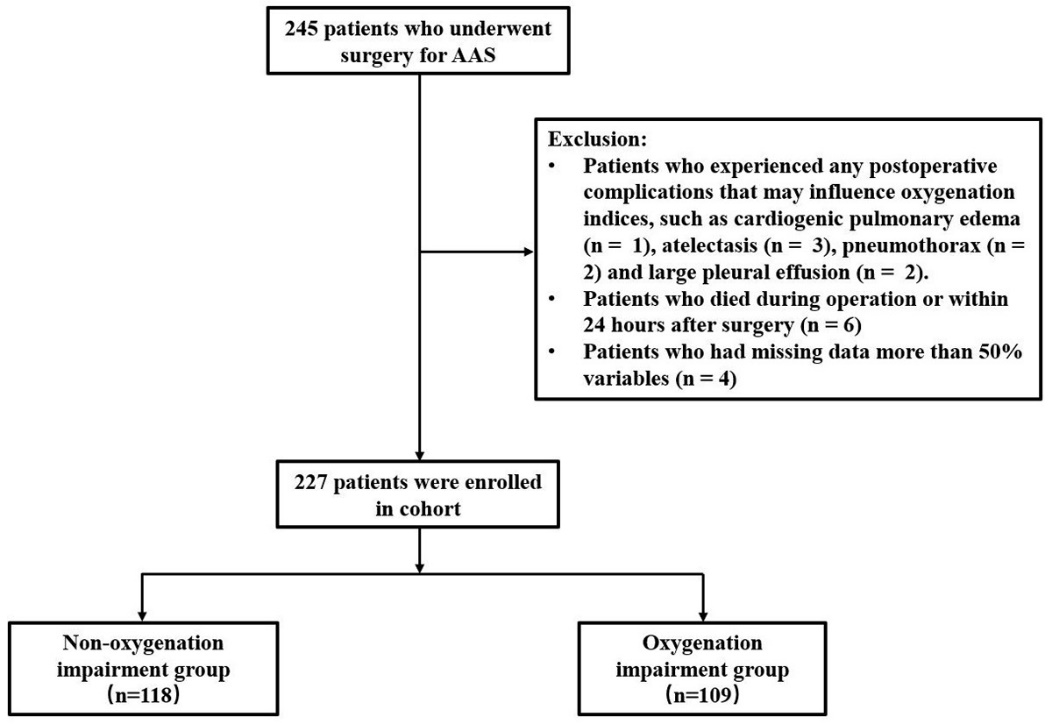 245 patients who underwent
surgery for AAS
Exclusion:
• Patients who experienced any postoperative
complications that may influence oxygenation
indices, such as cardiogenic pulmonary edema
(n = 1), atelectasis (n = 3), pneumothorax (n =
2) and large pleural effusion (n = 2).
• Patients who died during operation or within
24 hours after surgery (n = 6)
• Patients who had missing data more than 50%
variables (n = 4)
227 patients were enrolled
in cohort
Non-oxygenation
impairment group
(n=118)
Oxygenation
impairment group
(n=109)